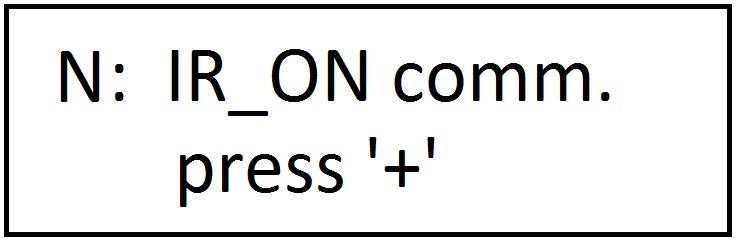 N: IR_ON comm.
press '+'